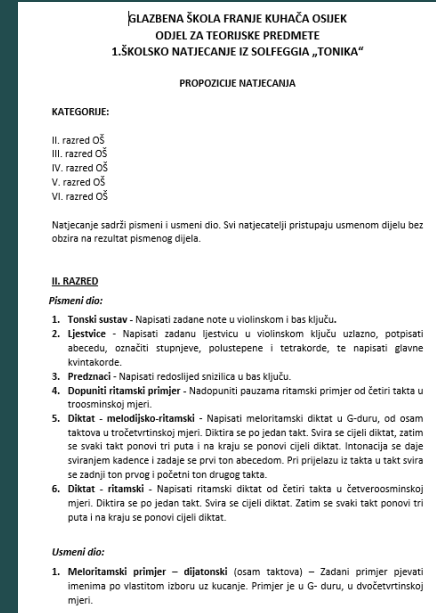 GLAZBENA ŠKOLA FRANJE KUHAČA OSIJEK
ODJEL ZA TEORIJSKE PREDMETE
1.ŠKOLSKO NATJECANJE IZ SOLFEGGIA „TONIKA“
PROPOZICIJE NATJECANJA
KATEGORIJE:
II. razred OŠ
III. razred OŠ
IV. razred OŠ
V. razred OŠ
VI. razred OŠ
Natjecanje sadrži pismeni i usmeni dio. Svi natjecatelji pristupaju usmenom dijelu bez
obzira na rezultat pismenog dijela.
II. RAZRED
Pismeni dio:
1. Tonski sustav - Napisati zadane note u violinskom i bas ključu.
2. Ljestvice - Napisati zadanu ljestvicu u violinskom ključu uzlazno, potpisati
abecedu, označiti stupnjeve, polustepene i tetrakorde, te napisati glavne
kvintakorde.
3. Predznaci - Napisati redoslijed snizilica u bas ključu.
4. Dopuniti ritamski primjer - Nadopuniti pauzama ritamski primjer od četiri takta u
troosminskoj mjeri.
5. Diktat - melodijsko-ritamski - Napisati meloritamski diktat u G-duru, od osam
taktova u tročetvrtinskoj mjeri. Diktira se po jedan takt. Svira se cijeli diktat, zatim
se svaki takt ponovi tri puta i na kraju se ponovi cijeli diktat. Intonacija se daje
sviranjem kadence i zadaje se prvi ton abecedom. Pri prijelazu iz takta u takt svira
se zadnji ton prvog i početni ton drugog takta.
6. Diktat - ritamski - Napisati ritamski diktat od četiri takta u četveroosminskoj
mjeri. Diktira se po jedan takt. Svira se cijeli diktat. Zatim se svaki takt ponovi tri
puta i na kraju se ponovi cijeli diktat.
Usmeni dio:
1. Meloritamski primjer – dijatonski (osam taktova) – Zadani primjer pjevati
imenima po vlastitom izboru uz kucanje. Primjer je u G- duru, u dvočetvrtinskoj
mjeri.